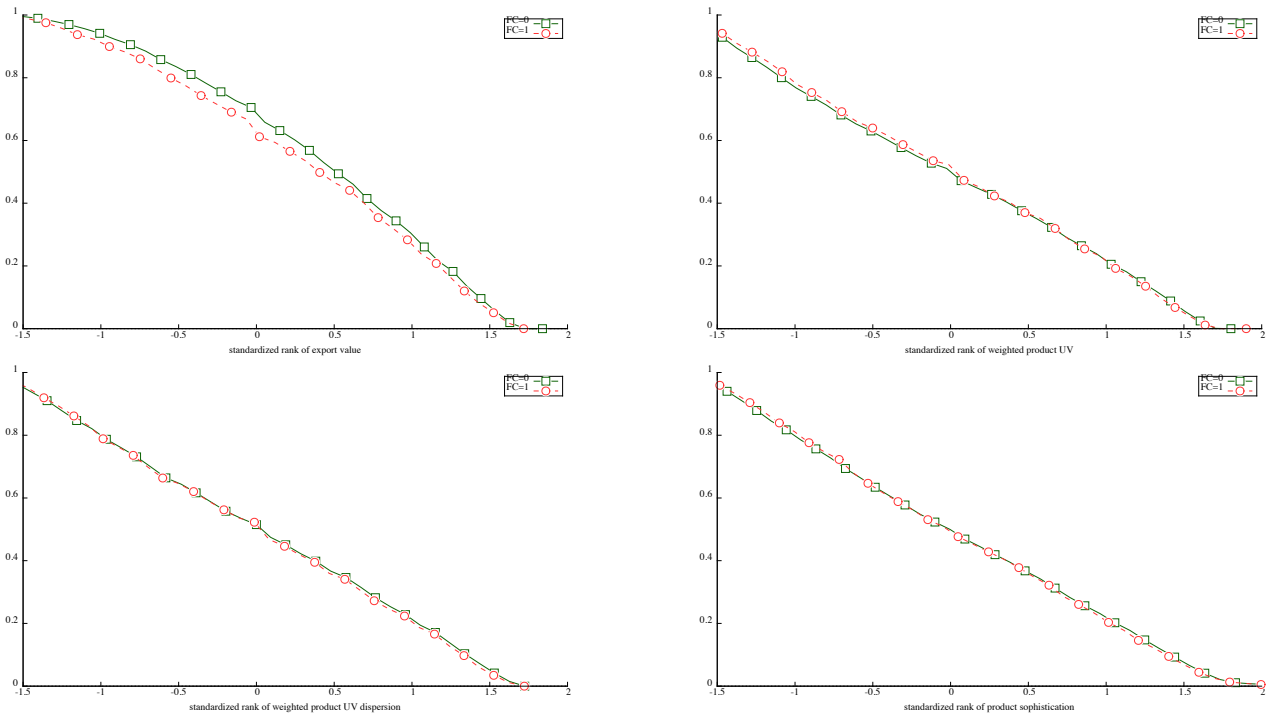 1
FC=0
FC=1
0.8
0.6
0.4
0.2
0
-1.5 -1 -0.5 0 0.5 1 1.5 2
standardized rank of export value
1
FC=0
FC=1
0.8
0.6
0.4
0.2
0
-1.5 -1 -0.5 0 0.5 1 1.5 2
standardized rank of weighted product UV
1
FC=0
FC=1
0.8
0.6
0.4
0.2
0
-1.5 -1 -0.5 0 0.5 1 1.5 2
standardized rank of weighted product UV dispersion
1
FC=0
FC=1
0.8
0.6
0.4
0.2
0
-1.5 -1 -0.5 0 0.5 1 1.5 2
standardized rank of product sophistication